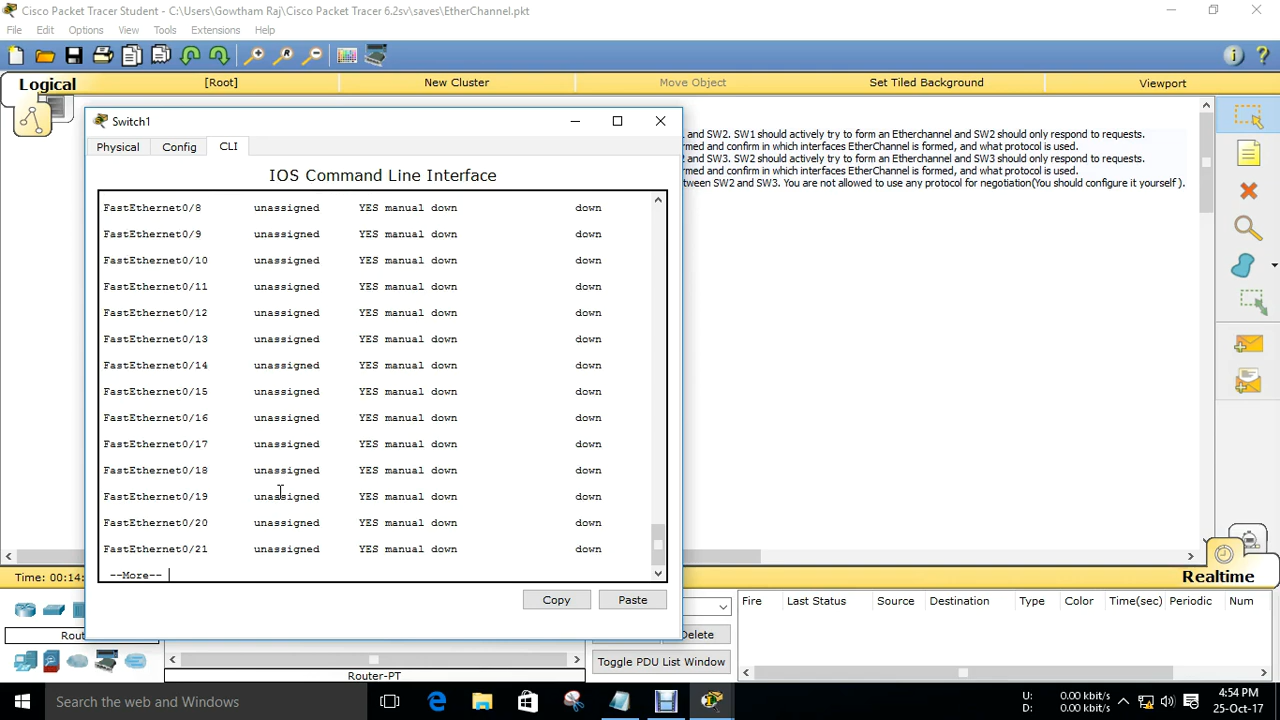 Cisco Packet Tracer Student - C:\Users\Gowtham Raj\Cisco Packet Tracer 6.2sv\saves\EtherChannel.pkt
File Edit Options View Tools Extensions Help
Logical [Root] New Cluster Move Object Set Tiled Background Viewport
Switch1
and SW2. SW1 should actively try to form an Etherchannel and SW2 should only respond to requests.
rmed and confirm in which interfaces EtherChannel is formed, and what protocol is used.
and SW3. SW2 should actively try to form an Etherchannel and SW3 should only respond to requests.
rmed and confirm in which interfaces EtherChannel is formed, and what protocol is used.
etween SW2 and SW3. You are not allowed to use any protocol for negotiation(You should configure it yourself ).
Physical Config CLI
IOS Command Line Interface
FastEthernet0/8 unassigned YES manual down down
FastEthernet0/9 unassigned YES manual down down
FastEthernet0/10 unassigned YES manual down down
FastEthernet0/11 unassigned YES manual down down
FastEthernet0/12 unassigned YES manual down down
FastEthernet0/13 unassigned YES manual down down
FastEthernet0/14 unassigned YES manual down down
FastEthernet0/15 unassigned YES manual down down
FastEthernet0/16 unassigned YES manual down down
FastEthernet0/17 unassigned YES manual down down
FastEthernet0/18 unassigned YES manual down down
FastEthernet0/19 unassigned YES manual down down
FastEthernet0/20 unassigned YES manual down down
FastEthernet0/21 unassigned YES manual down down
--More--
Copy Paste
Time: 00:14: Realtime
Fire Last Status Source Destination Type Color Time(sec) Periodic Num
Rout Delete
Toggle PDU List Window
Router-PT
Search the web and Windows
U: 0.00 kbit/s
D: 0.00 kbit/s
4:54 PM
25-Oct-17